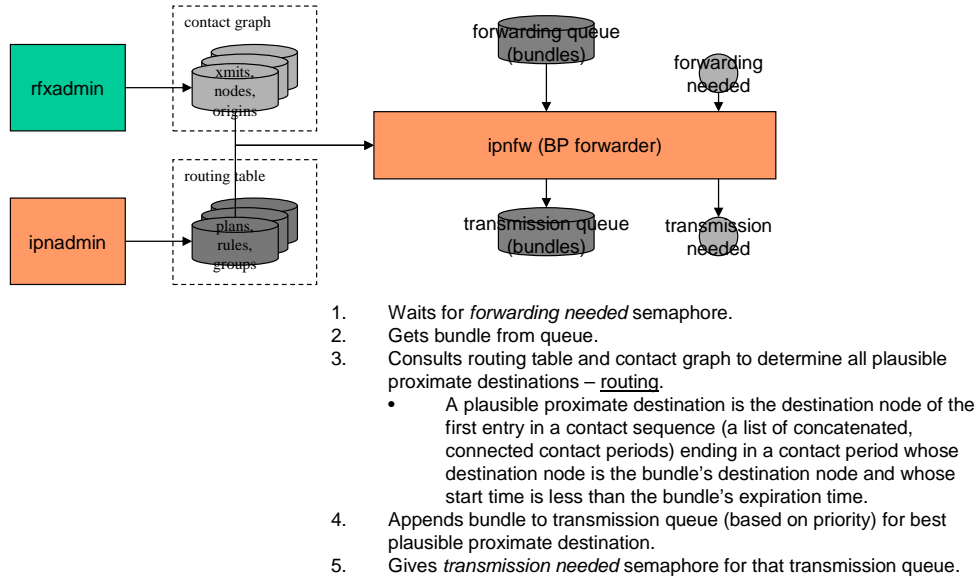 contact graph
xmits,
nodes,
origins
rfxadmin
forwarding queue
(bundles)
forwarding
needed
ipnfw (BP forwarder)
routing table
plans,
rules,
groups
ipnadmin
transmission queue
(bundles)
transmission
needed
1. Waits for forwarding needed semaphore.
2. Gets bundle from queue.
3. Consults routing table and contact graph to determine all plausible
proximate destinations – routing.
• A plausible proximate destination is the destination node of the
first entry in a contact sequence (a list of concatenated,
connected contact periods) ending in a contact period whose
destination node is the bundle's destination node and whose
start time is less than the bundle's expiration time.
4. Appends bundle to transmission queue (based on priority) for best
plausible proximate destination.
5. Gives transmission needed semaphore for that transmission queue.